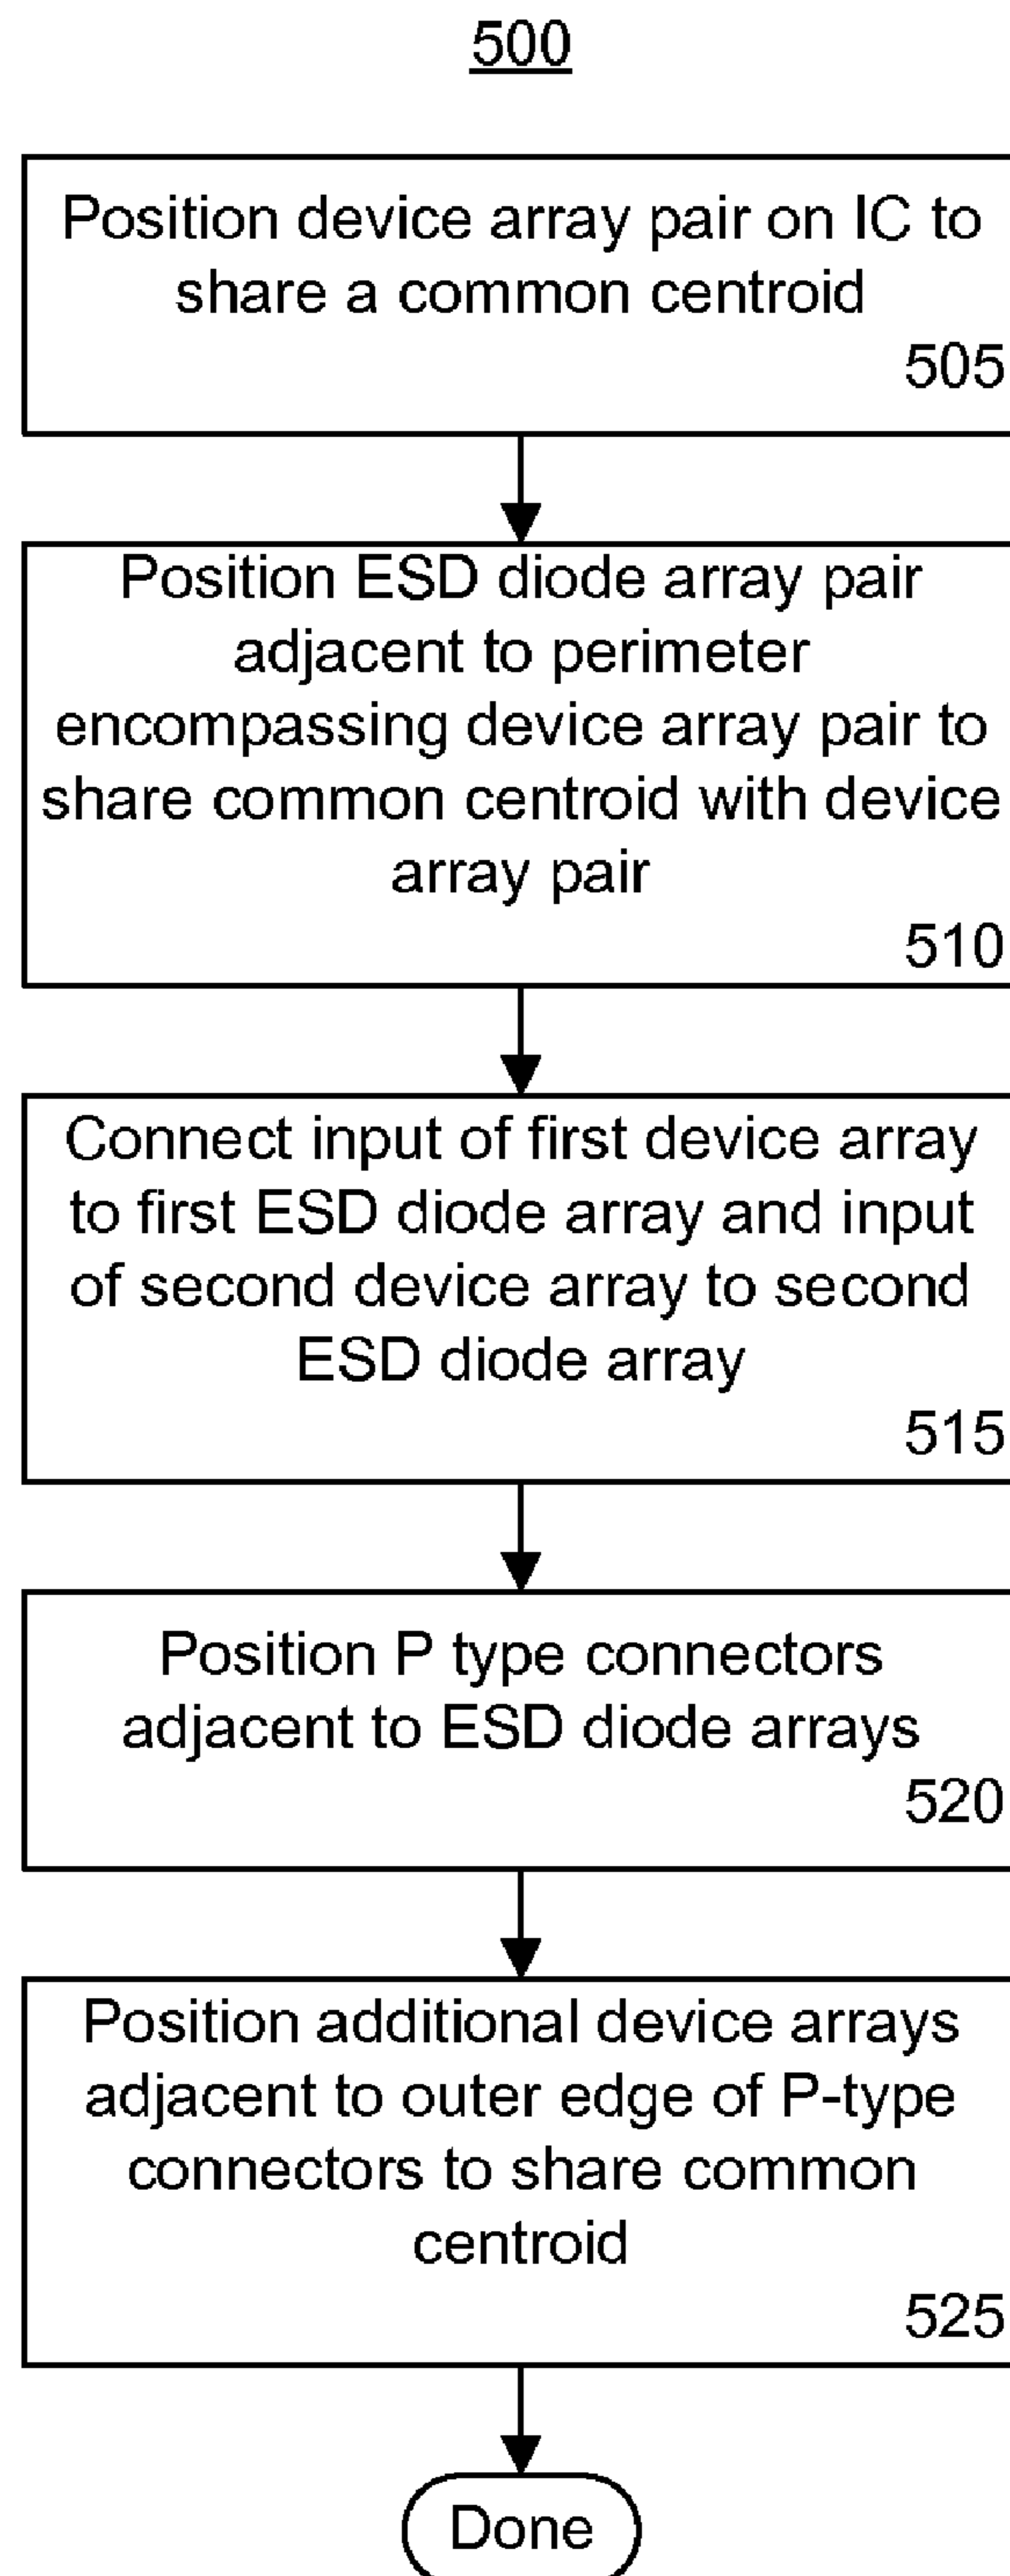 500
Position device array pair on IC to
share a common centroid
505
Position ESD diode array pair
adjacent to perimeter
encompassing device array pair to
share common centroid with device
array pair
510
Connect input of first device array
to first ESD diode array and input
of second device array to second
ESD diode array
515
Position P type connectors
adjacent to ESD diode arrays
520
Position additional device arrays
adjacent to outer edge of P-type
connectors to share common
centroid
525
Done